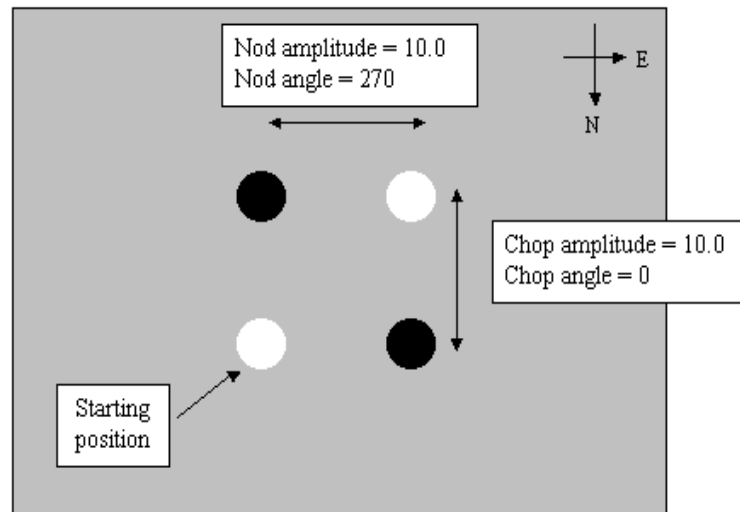 Nod amplitude = 10.0
Nod angle = 270
E
N
Chop amplitude = 10.0
Chop angle = 0
Starting
position